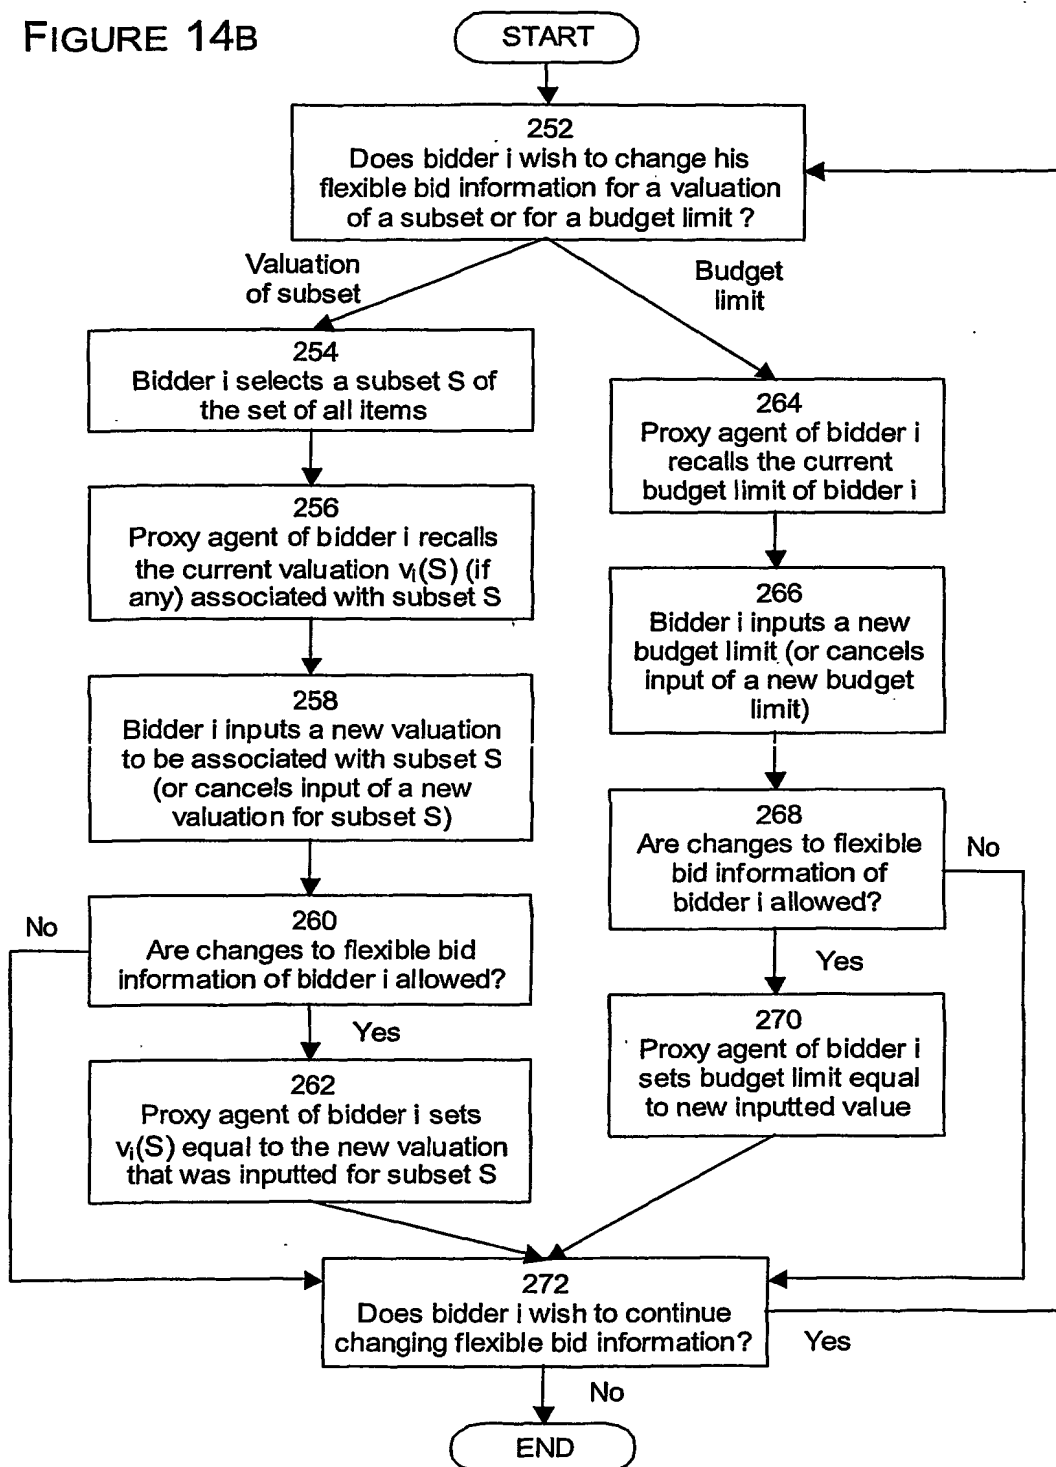 FIGURE 14B
START
252
Does bidder i wish to change his
flexible bid information for a valuation
of a subset or for a budget limit ?
Valuation
of subset
Budget
limit
254
Bidder i selects a subset S of
the set of all items
256
Proxy agent of bidder i recalls
the current valuation vᵢ(S) (if
any) associated with subset S
258
Bidder i inputs a new valuation
to be associated with subset S
(or cancels input of a new
valuation for subset S)
260
Are changes to flexible bid
information of bidder i allowed?
No
Yes
262
Proxy agent of bidder i sets
vᵢ(S) equal to the new valuation
that was inputted for subset S
264
Proxy agent of bidder i
recalls the current
budget limit of bidder i
266
Bidder i inputs a new
budget limit (or cancels
input of a new budget
limit)
268
Are changes to flexible
bid information of
bidder i allowed?
No
Yes
270
Proxy agent of bidder i
sets budget limit equal
to new inputted value
272
Does bidder i wish to continue
changing flexible bid information?
Yes
No
END